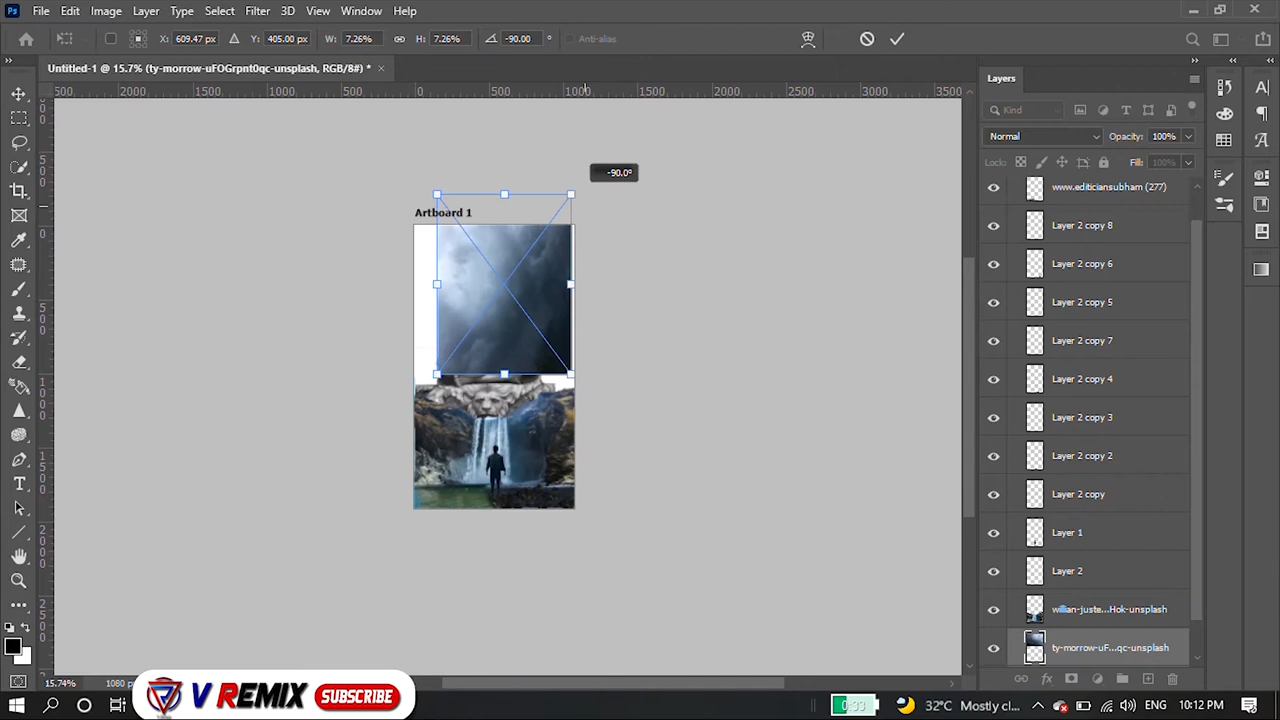 Ps File Edit Image Layer Type Select Filter 3D View Window Help
X: 609.47 px Y: 405.00 px W: 7.26% H: 7.26% -90.00 ° Anti-alias
Untitled-1 @ 15.7% (ty-morrow-uFOGrpnt0qc-unsplash, RGB/8#) * ×
500 2000 1500 1000 500 0 500 1000 1500 2000 2500 3000 3500
-90.0°
Artboard 1
Layers
Kind
Normal Opacity: 100%
Lock: Fill: 100%
www.editiciansubham (277)
Layer 2 copy 8
Layer 2 copy 6
Layer 2 copy 5
Layer 2 copy 7
Layer 2 copy 4
Layer 2 copy 3
Layer 2 copy 2
Layer 2 copy
Layer 1
Layer 2
willian-juste...Hok-unsplash
ty-morrow-uF...qc-unsplash
15.74% 1080 p
V REMIX SUBSCRIBE
0:33 32°C Mostly cl... ENG 10:12 PM